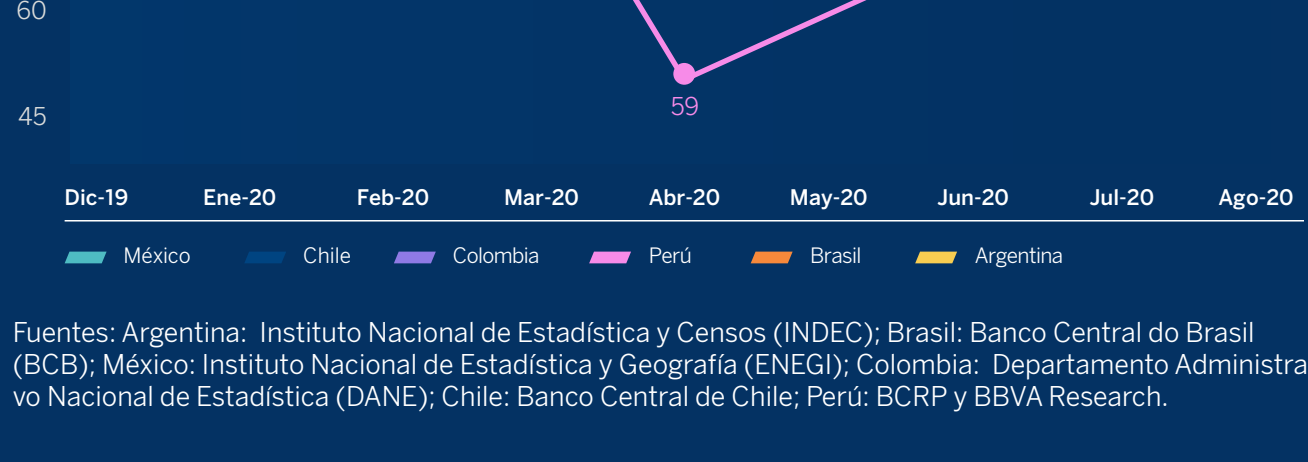 60
45
59
Dic-19 Ene-20 Feb-20 Mar-20 Abr-20 May-20 Jun-20 Jul-20 Ago-20
México Chile Colombia Perú Brasil Argentina
Fuentes: Argentina: Instituto Nacional de Estadística y Censos (INDEC); Brasil: Banco Central do Brasil
(BCB); México: Instituto Nacional de Estadística y Geografía (ENEGI); Colombia: Departamento Administra
vo Nacional de Estadística (DANE); Chile: Banco Central de Chile; Perú: BCRP y BBVA Research.